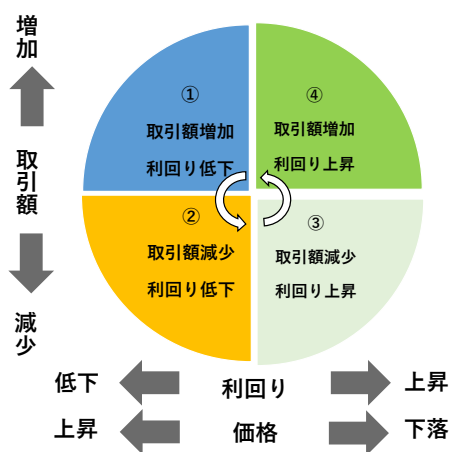 増加
取引額
減少
①
取引額増加
利回り低下
④
取引額増加
利回り上昇
②
取引額減少
利回り低下
③
取引額減少
利回り上昇
低下 利回り 上昇
上昇 価格 下落